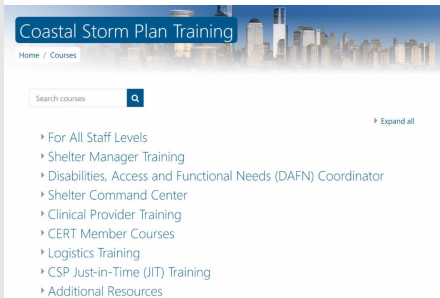 Coastal Storm Plan Training
Home / Courses
Search courses
Expand all
For All Staff Levels
Shelter Manager Training
Disabilities, Access and Functional Needs (DAFN) Coordinator
Shelter Command Center
Clinical Provider Training
CERT Member Courses
Logistics Training
CSP Just-in-Time (JIT) Training
Additional Resources